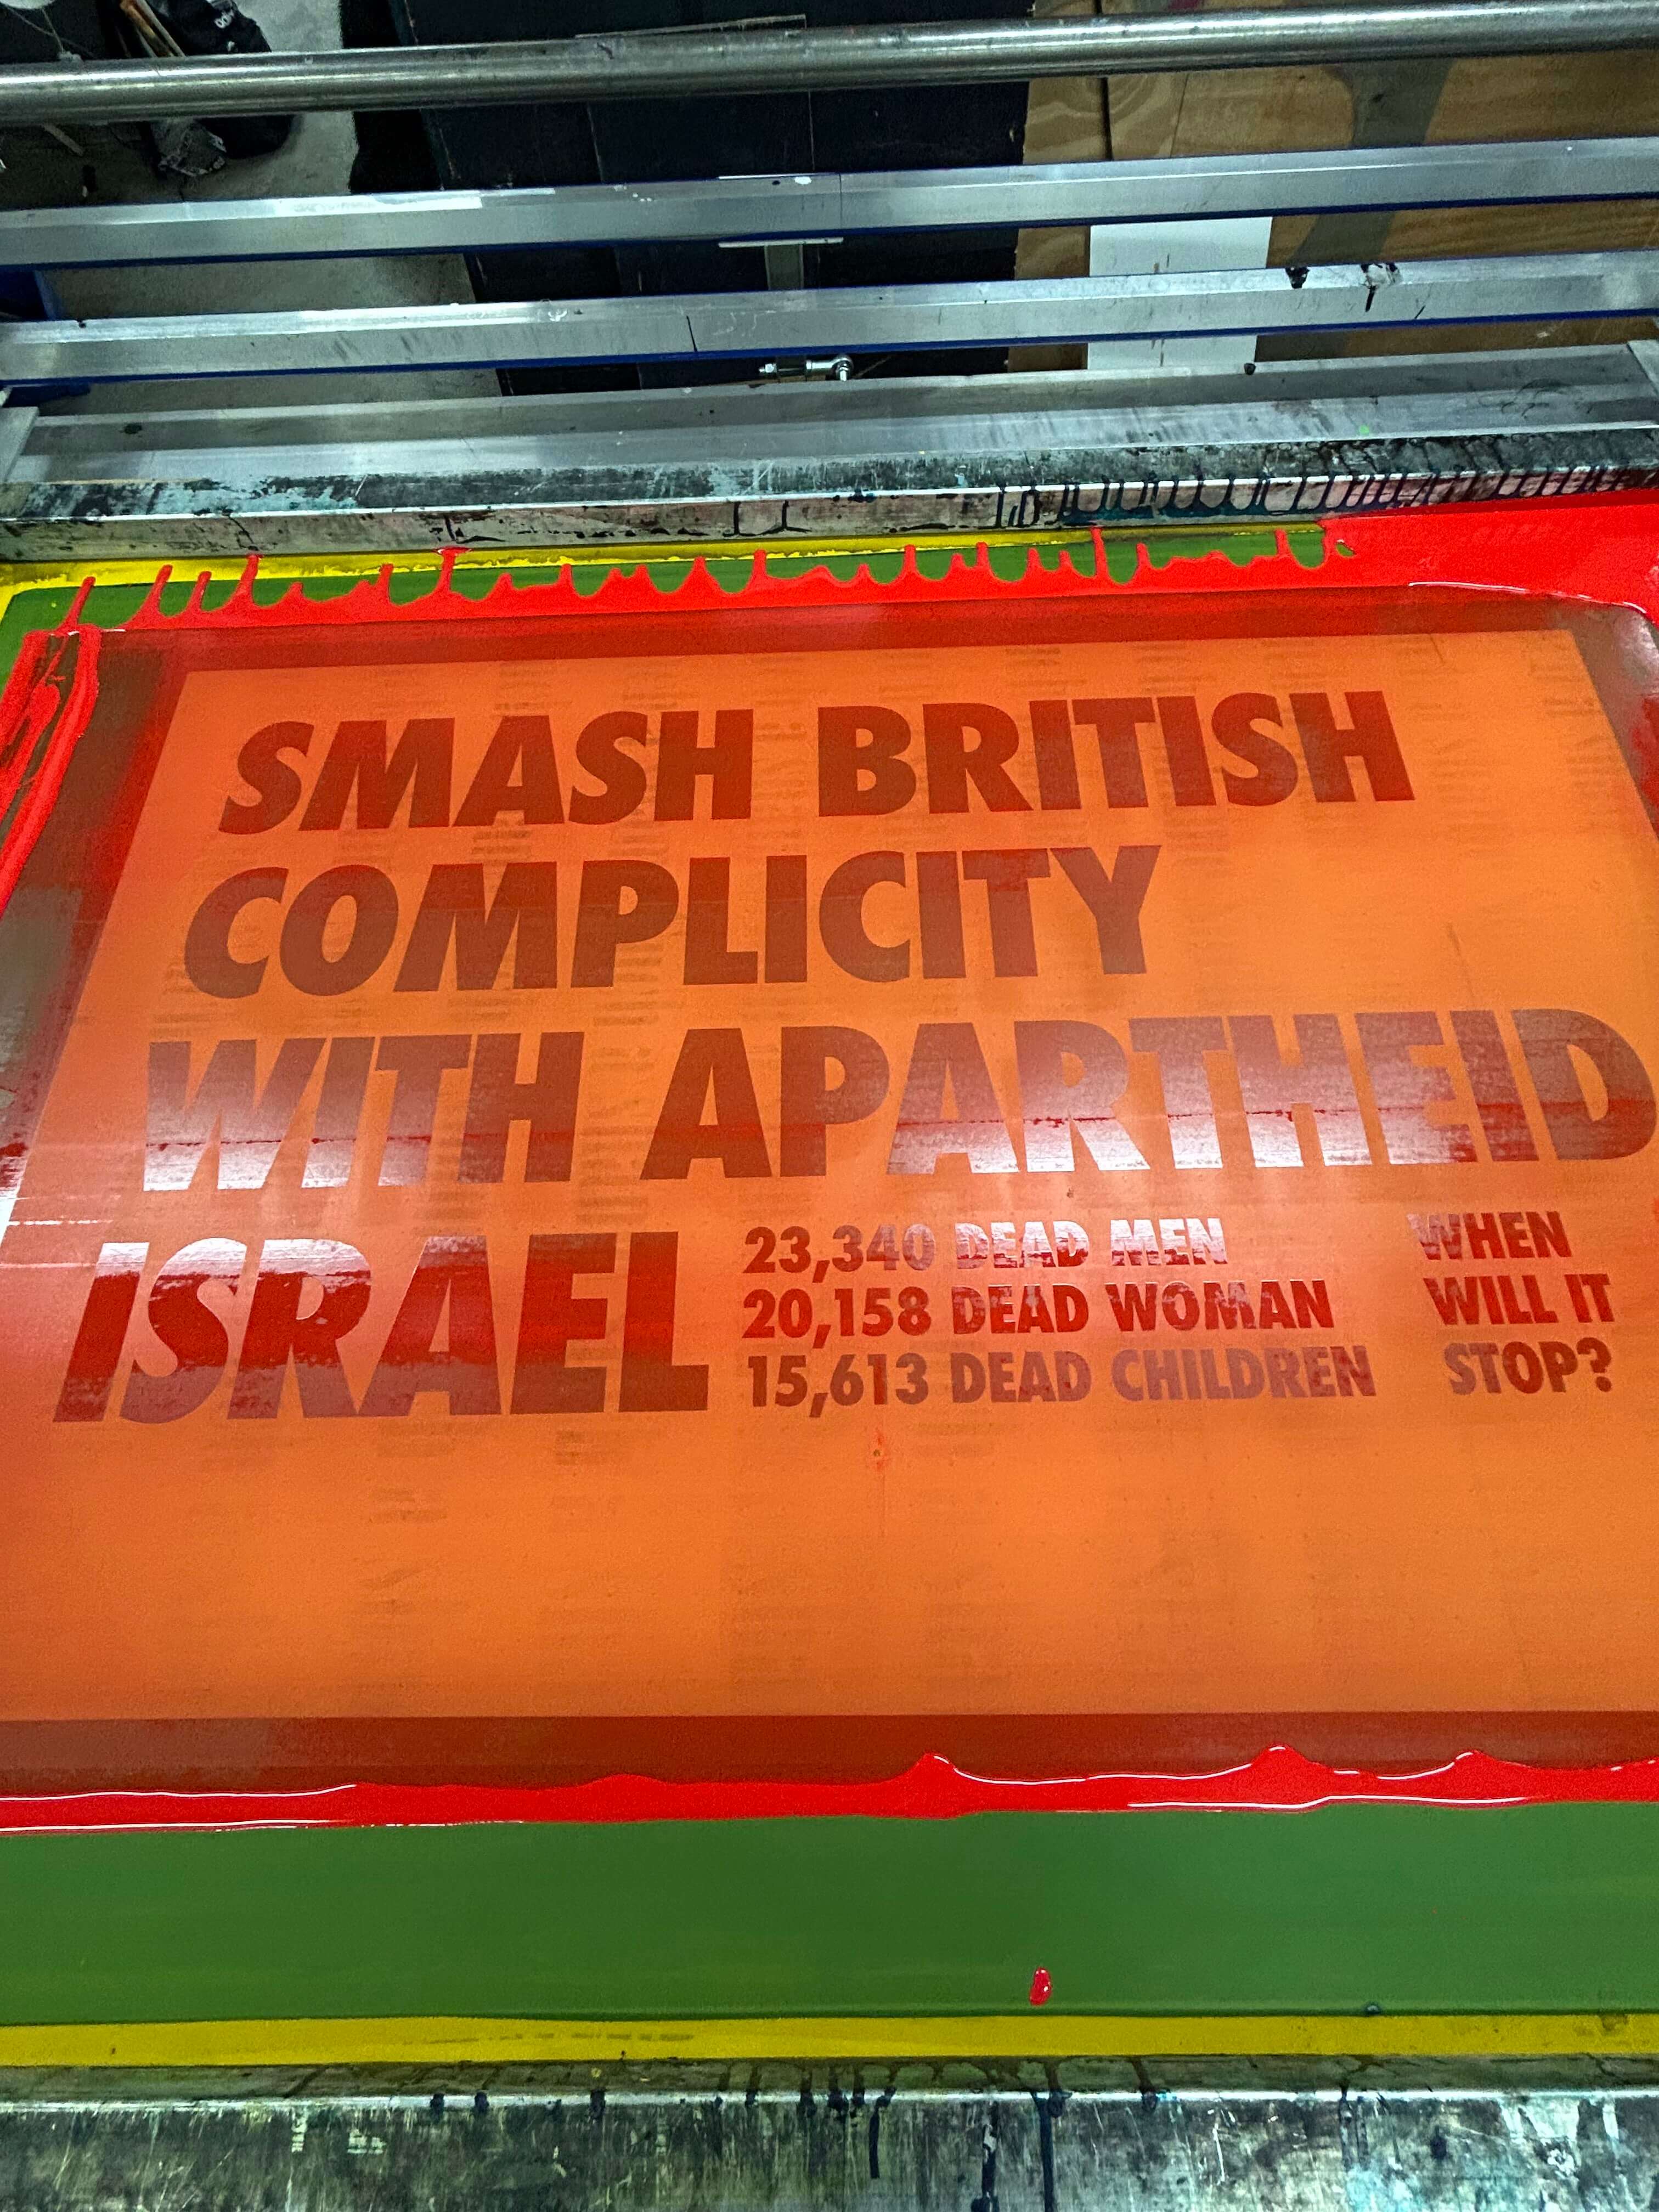 SMASH BRITISH
COMPLICITY
WITH APARTHEID
ISRAEL
23,340 DEAD MEN
20,158 DEAD WOMAN
15,613 DEAD CHILDREN
WHEN
WILL IT
STOP?